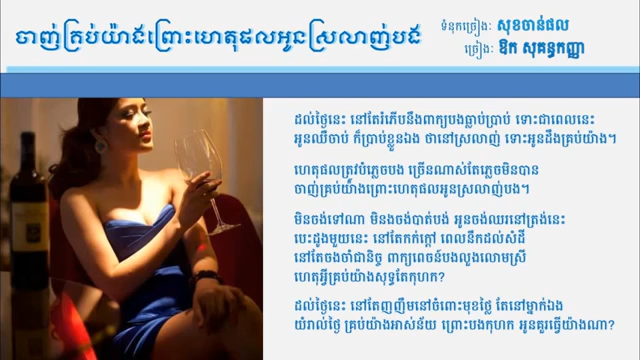 ចាញ់គ្រប់យ៉ាងព្រោះហេតុផលអូនស្រលាញ់បង
ទំនុកច្រៀង: សុខចាន់ផល
ច្រៀង: ឱក សុគន្ធកញ្ញា
ដល់ថ្ងៃនេះ នៅតែរំភើបនឹងពាក្យបងធ្លាប់ប្រាប់ ទោះជាពេលនេះ
អូនឈឺចាប់ ក៏ប្រាប់ខ្លួនឯង ថានៅស្រលាញ់ ទោះអូនដឹងគ្រប់យ៉ាង។
ហេតុផលត្រូវបំភ្លេចបង ច្រើនណាស់តែភ្លេចមិនបាន
ចាញ់គ្រប់យ៉ាងព្រោះហេតុផលអូនស្រលាញ់បង។
មិនចង់ទៅណា មិនងចង់បាត់បង់ អូនចង់ឈរនៅត្រង់នេះ
បេះដូងមួយនេះ នៅតែកក់ក្ដៅ ពេលនឹកដល់សំដី
នៅតែចងចាំជានិច្ច ពាក្យពេចន៍បងលួងលោមស្រី
ហេតុអ្វីគ្រប់យ៉ាងសុទ្ធតែកុហក?
ដល់ថ្ងៃនេះ នៅតែញញឹមនៅចំពោះមុខថ្លៃ តែនៅម្នាក់ឯង
យំរាល់ថ្ងៃ គ្រប់យ៉ាងអាស់ន័យ ព្រោះបងកុហក អូនគួរធ្វើយ៉ាងណា?